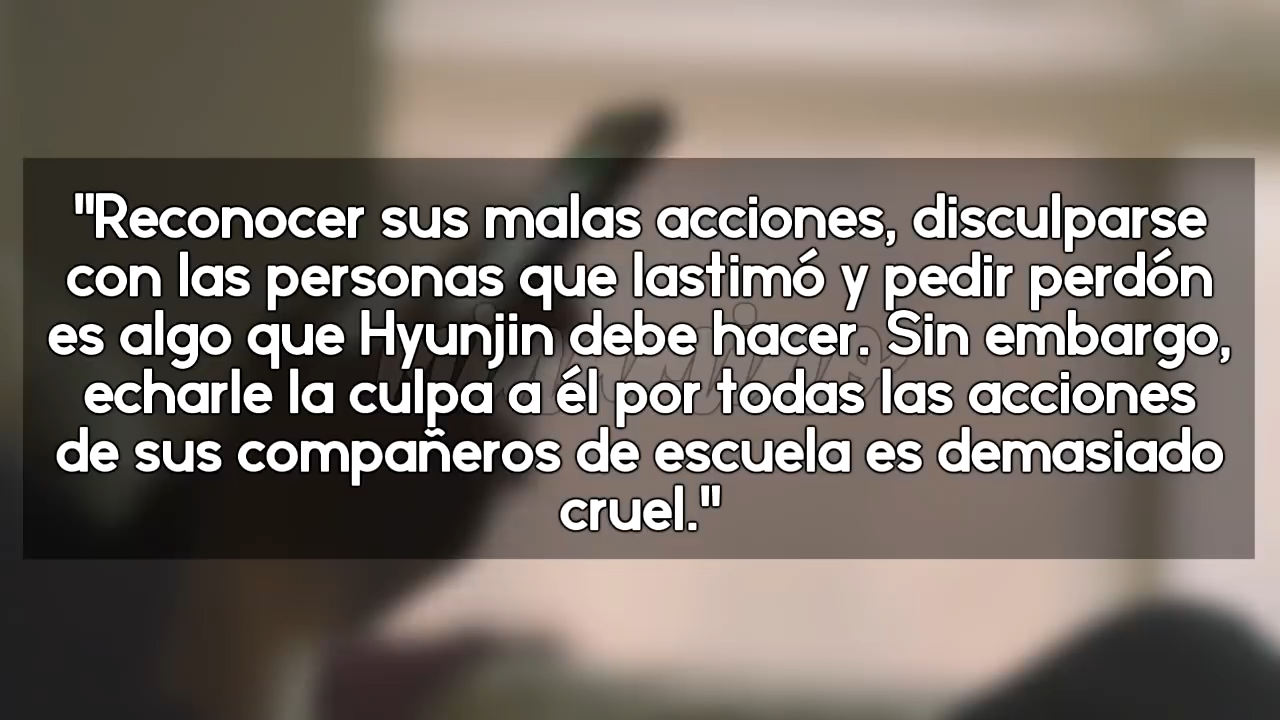 "Reconocer sus malas acciones, disculparse
con las personas que lastimó y pedir perdón
es algo que Hyunjin debe hacer. Sin embargo,
echarle la culpa a él por todas las acciones
de sus compañeros de escuela es demasiado
cruel."